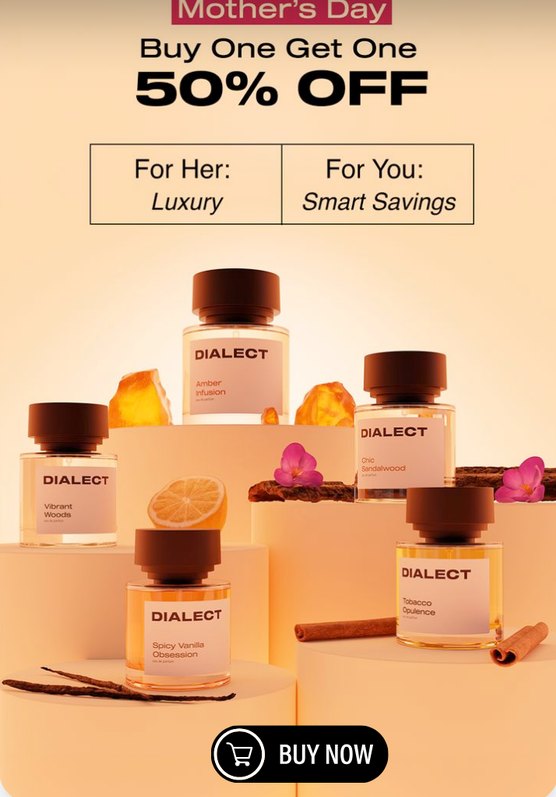 Mother's Day
Buy One Get One
50% OFF
For Her:
Luxury
For You:
Smart Savings
DIALECT
Amber
Infusion
DIALECT
Chic
Sandalwood
DIALECT
Vibrant
Woods
DIALECT
Tobacco
Opulence
DIALECT
Spicy Vanilla
Obsession
BUY NOW